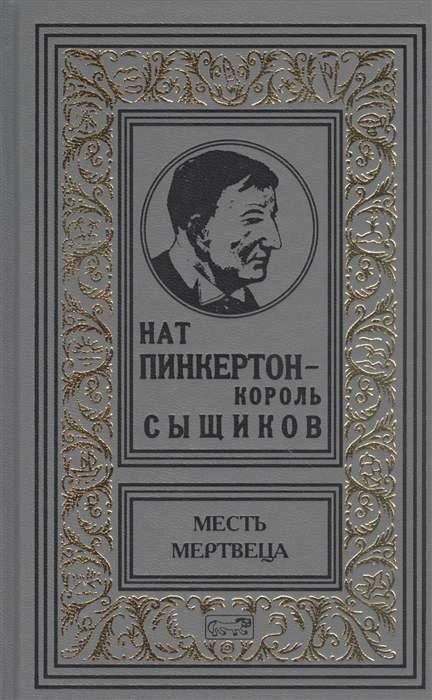 НАТ
ПИНКЕРТОН-
КОРОЛЬ
СЫЩИКОВ
МЕСТЬ
МЕРТВЕЦА